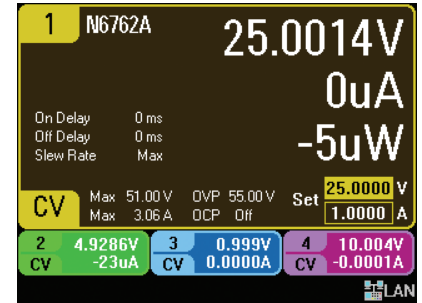 1 N6762A 25.0014V
0uA
-5uW
On Delay 0 ms
Off Delay 0 ms
Slew Rate Max
CV Max 51.00 V OVP 55.00 V Set 25.0000 V
Max 3.06 A OCP Off 1.0000 A
2 4.9286V 3 0.999V 4 10.004V
CV -23uA CV 0.0000A CV -0.0001A
LAN